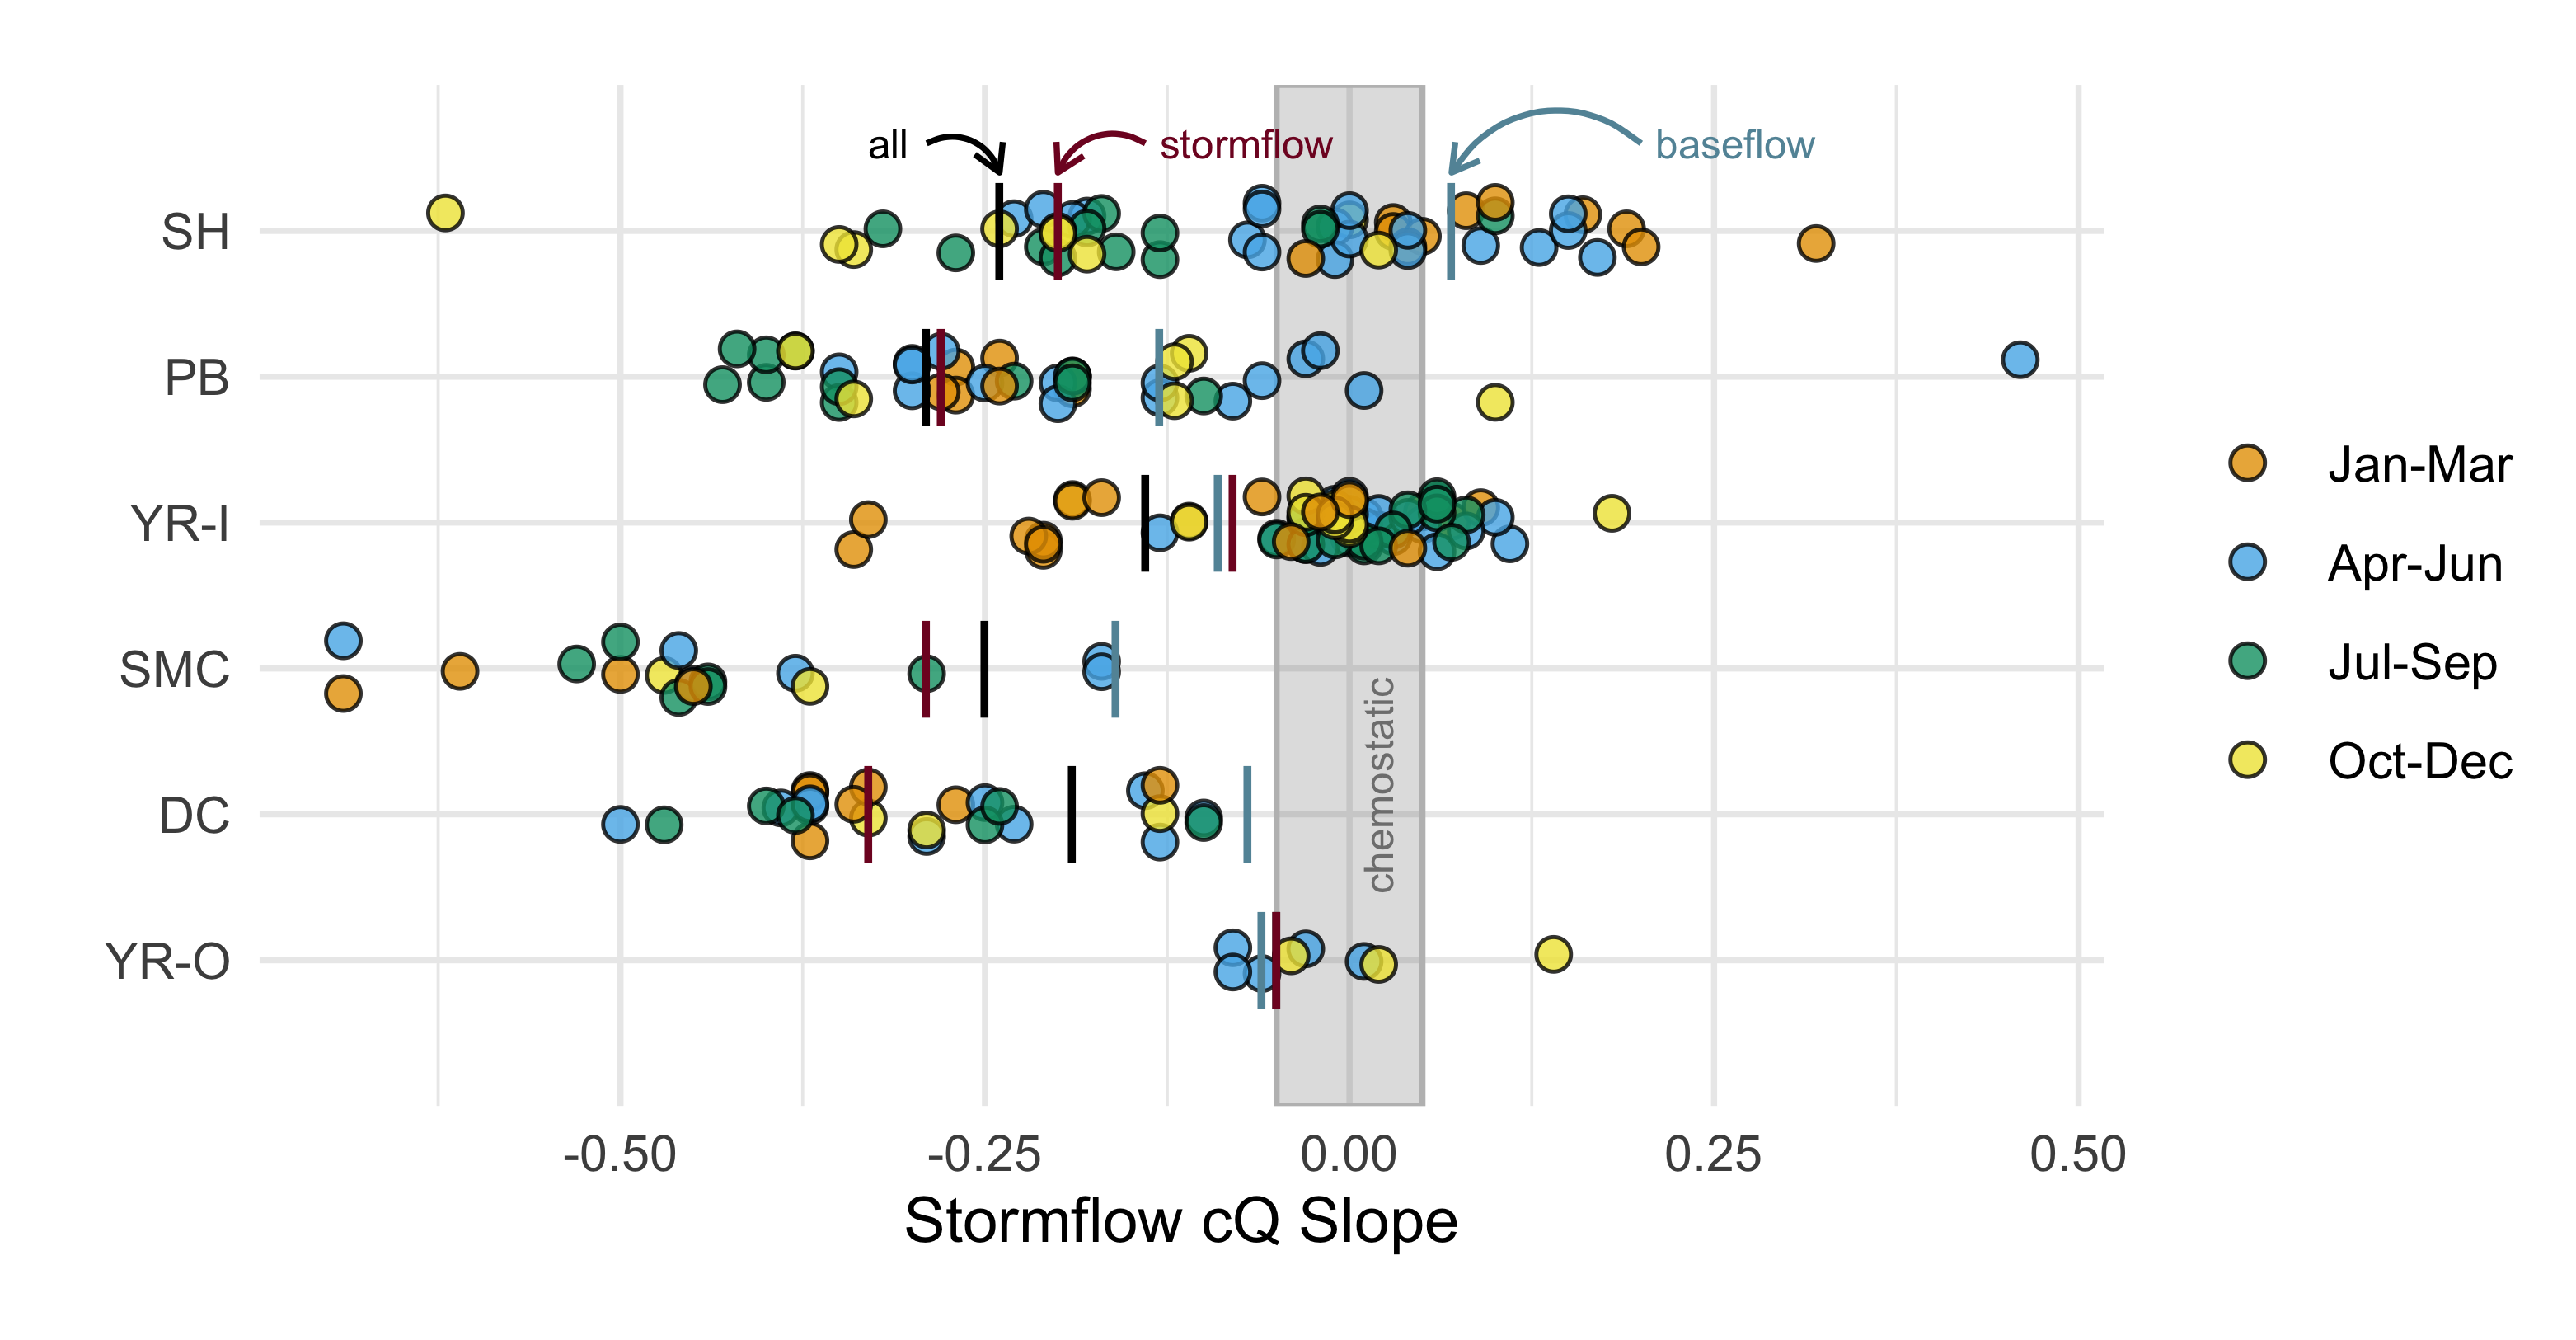 all
stormflow
baseflow
SH
PB
YR-I
SMC
DC
YR-O
chemostatic
-0.50
-0.25
0.00
0.25
0.50
Stormflow cQ Slope
Jan-Mar
Apr-Jun
Jul-Sep
Oct-Dec